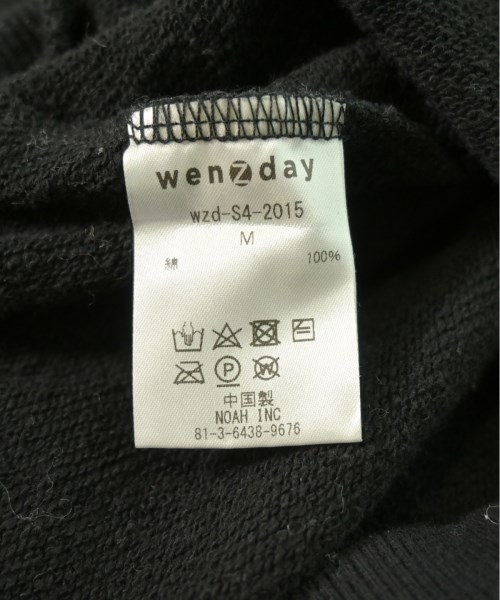 wenzday
wzd-S4-2015
M
綿 100%
中国製
NOAH INC
81-3-6438-9676